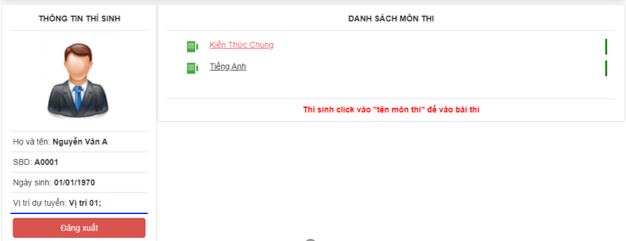 THÔNG TIN THÍ SINH
Họ và tên: Nguyễn Văn A
SBD: A0001
Ngày sinh: 01/01/1970
Vị trí dự tuyển: Vị trí 01;
Đăng xuất
DANH SÁCH MÔN THI
Kiến Thức Chung
Tiếng Anh
Thí sinh click vào "tên môn thi" để vào bài thi